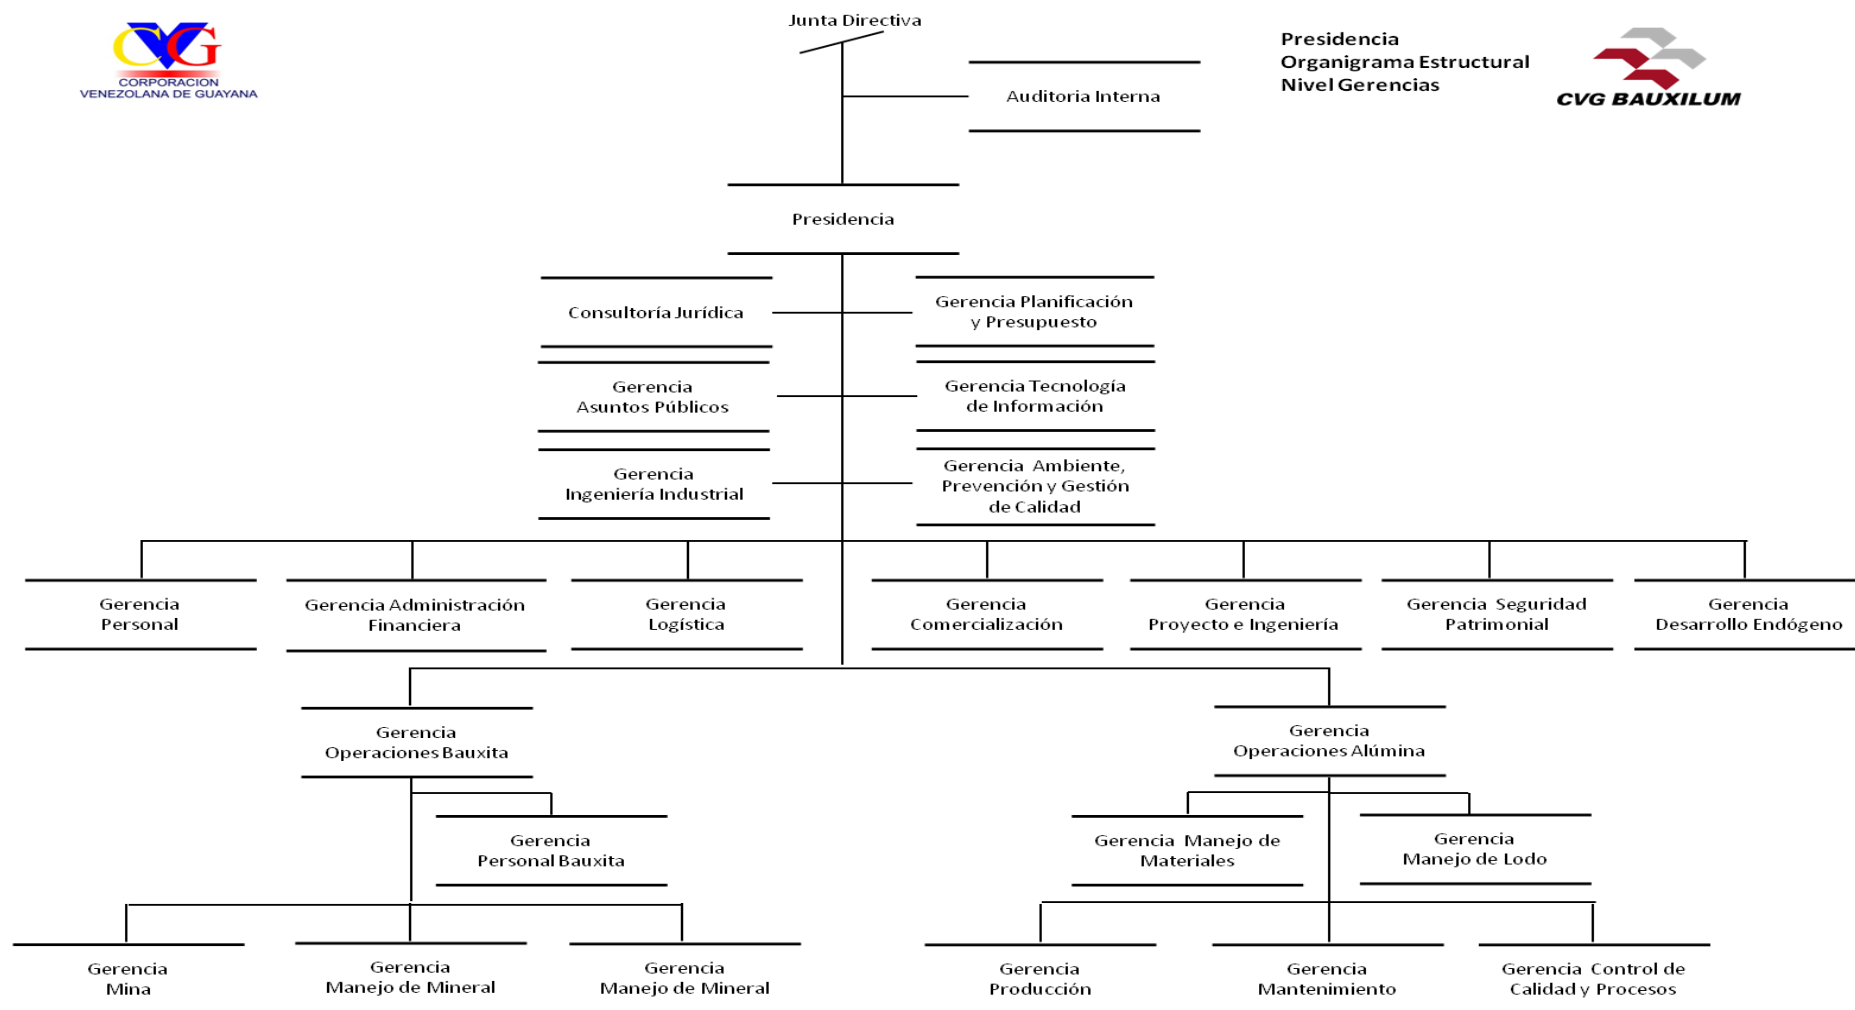 Junta Directiva
CVG
CORPORACION
VENEZOLANA DE GUAYANA
Presidencia
Organigrama Estructural
Nivel Gerencias
CVG BAUXILUM
Auditoria Interna
Presidencia
Consultoría Jurídica
Gerencia Planificación
y Presupuesto
Gerencia
Asuntos Públicos
Gerencia Tecnología
de Información
Gerencia
Ingeniería Industrial
Gerencia Ambiente,
Prevención y Gestión
de Calidad
Gerencia
Personal
Gerencia Administración
Financiera
Gerencia
Logística
Gerencia
Comercialización
Gerencia
Proyecto e Ingeniería
Gerencia Seguridad
Patrimonial
Gerencia
Desarrollo Endógeno
Gerencia
Operaciones Bauxita
Gerencia
Operaciones Alúmina
Gerencia
Personal Bauxita
Gerencia Manejo de
Materiales
Gerencia
Manejo de Lodo
Gerencia
Mina
Gerencia
Manejo de Mineral
Gerencia
Manejo de Mineral
Gerencia
Producción
Gerencia
Mantenimiento
Gerencia Control de
Calidad y Procesos